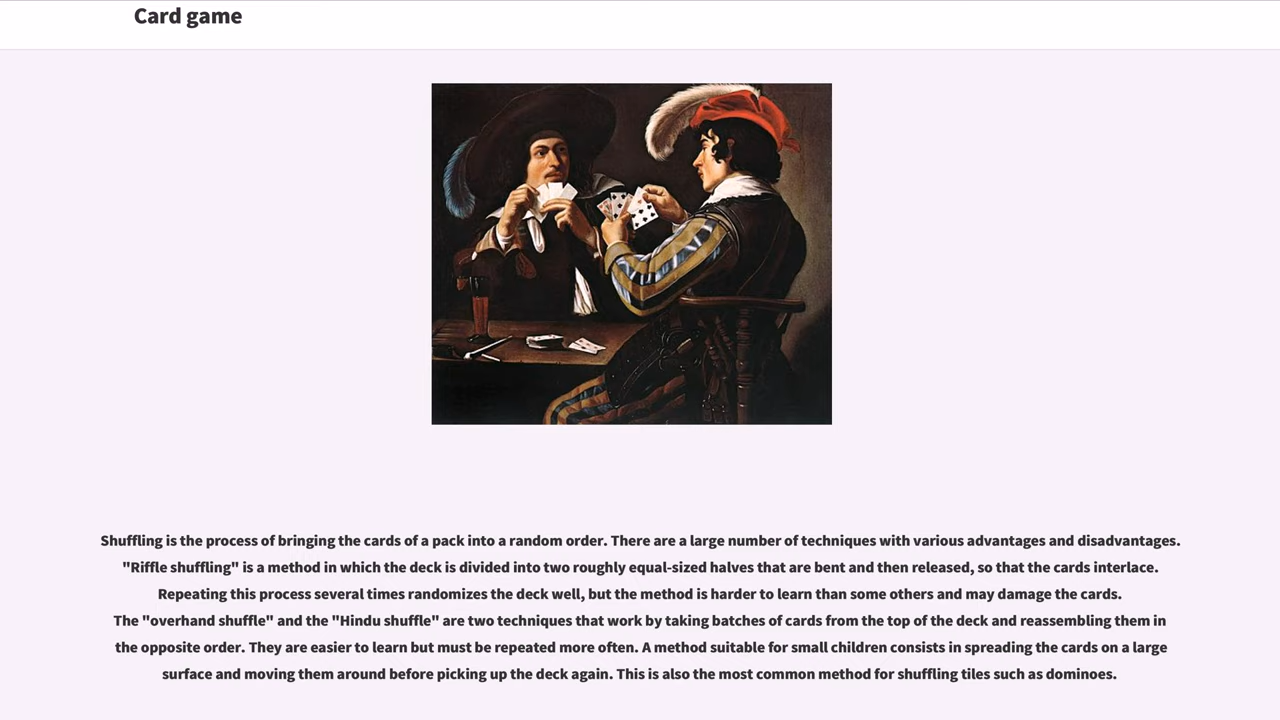 Card game
Shuffling is the process of bringing the cards of a pack into a random order. There are a large number of techniques with various advantages and disadvantages.
"Riffle shuffling" is a method in which the deck is divided into two roughly equal-sized halves that are bent and then released, so that the cards interlace.
Repeating this process several times randomizes the deck well, but the method is harder to learn than some others and may damage the cards.
The "overhand shuffle" and the "Hindu shuffle" are two techniques that work by taking batches of cards from the top of the deck and reassembling them in
the opposite order. They are easier to learn but must be repeated more often. A method suitable for small children consists in spreading the cards on a large
surface and moving them around before picking up the deck again. This is also the most common method for shuffling tiles such as dominoes.